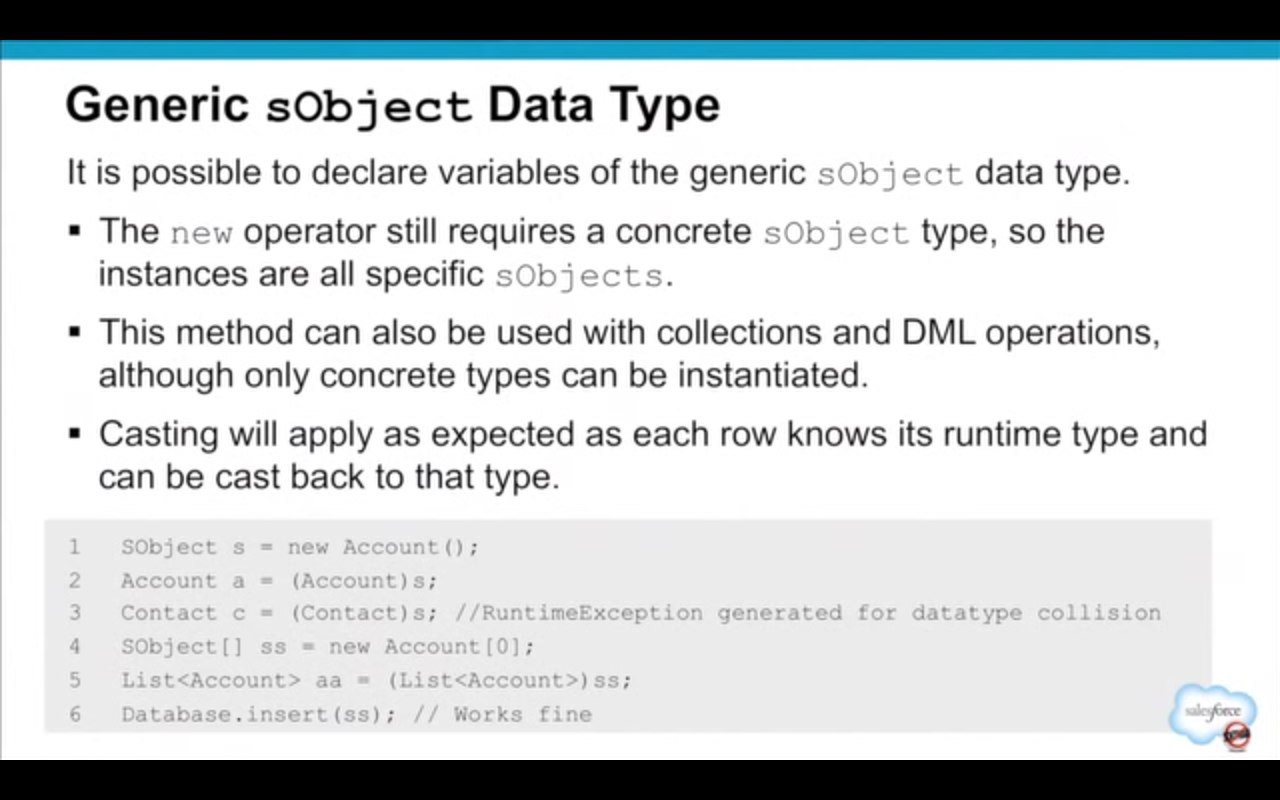 Generic sObject Data Type
It is possible to declare variables of the generic sObject data type.
▪ The new operator still requires a concrete sObject type, so the
instances are all specific sObjects.
▪ This method can also be used with collections and DML operations,
although only concrete types can be instantiated.
▪ Casting will apply as expected as each row knows its runtime type and
can be cast back to that type.
1 SObject s = new Account();
2 Account a = (Account)s;
3 Contact c = (Contact)s; //RuntimeException generated for datatype collision
4 SObject[] ss = new Account[0];
5 List<Account> aa = (List<Account>)ss;
6 Database.insert(ss); // Works fine
salesforce